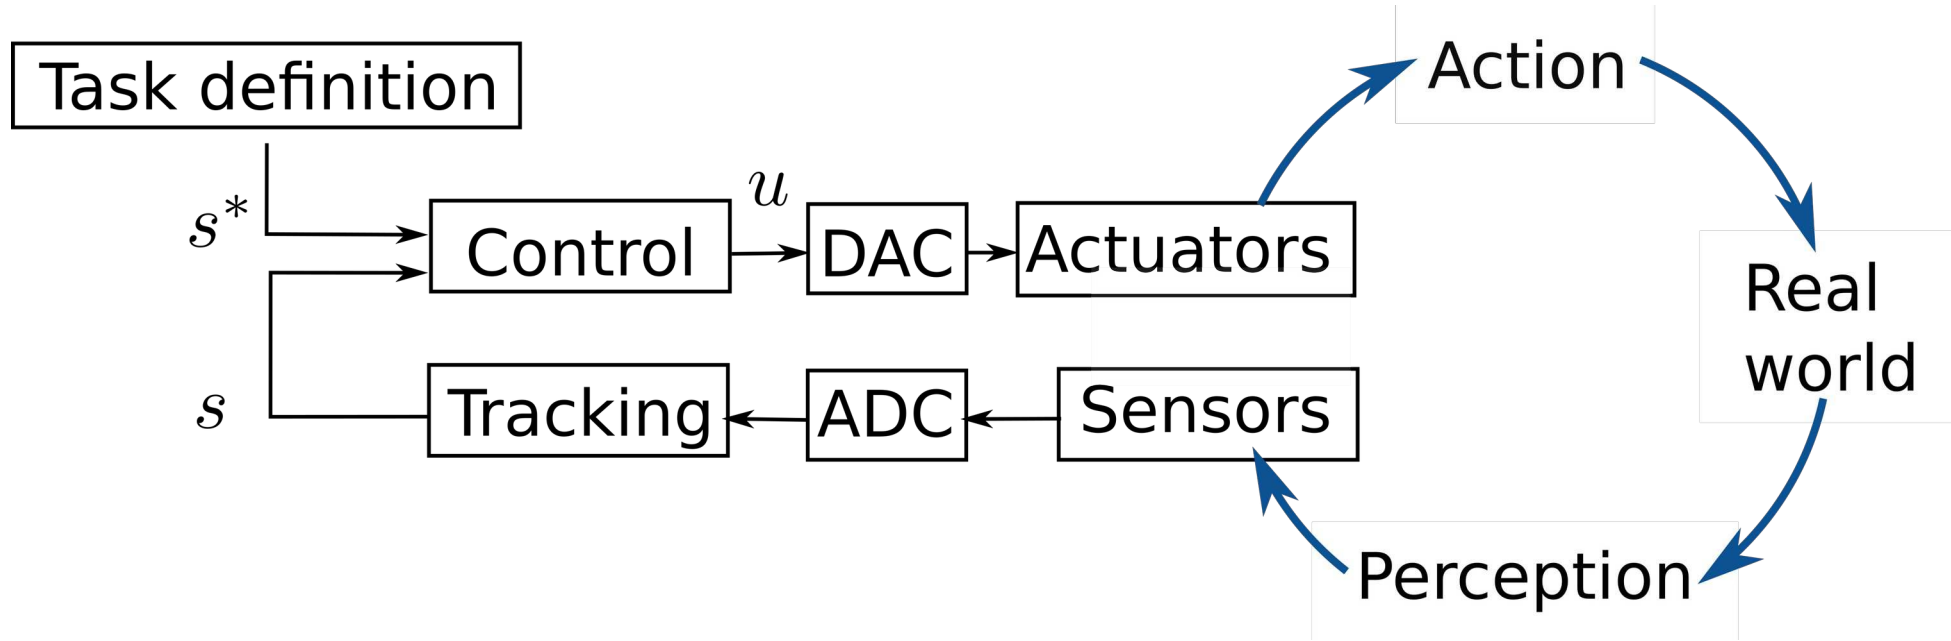 Task definition
Action
u
s*
Control
DAC
Actuators
Real
world
s
Tracking
ADC
Sensors
Perception